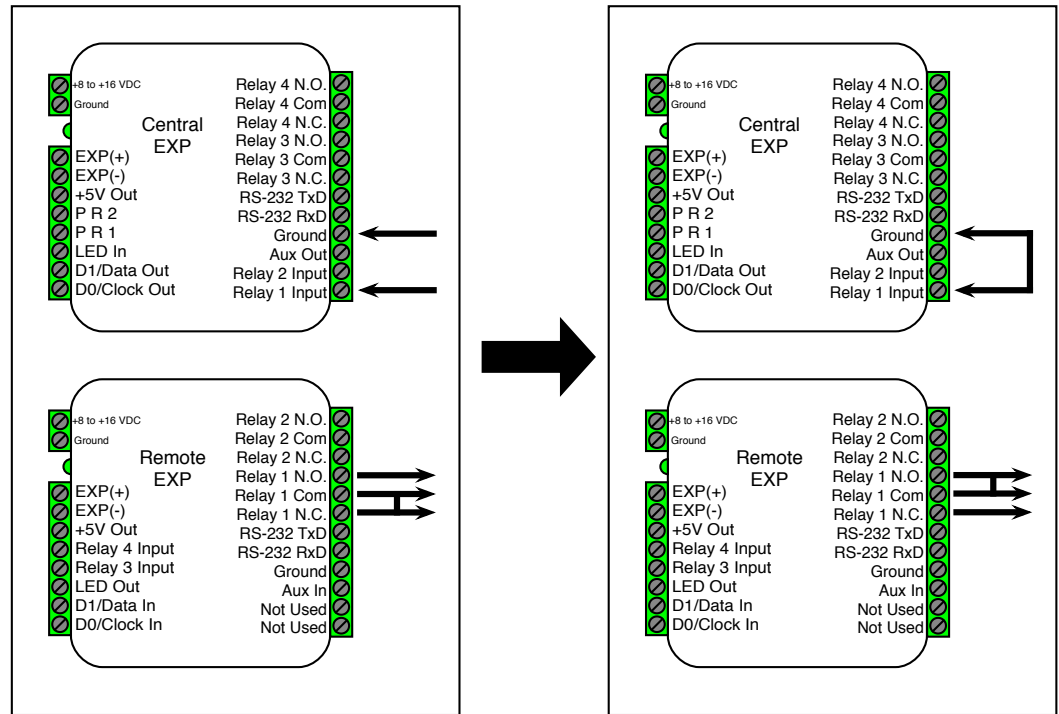 +8 to +16 VDC
Ground
Central
EXP
EXP(+)
EXP(-)
+5V Out
P R 2
P R 1
LED In
D1/Data Out
D0/Clock Out
Relay 4 N.O.
Relay 4 Com
Relay 4 N.C.
Relay 3 N.O.
Relay 3 Com
Relay 3 N.C.
RS-232 TxD
RS-232 RxD
Ground
Aux Out
Relay 2 Input
Relay 1 Input
+8 to +16 VDC
Ground
Remote
EXP
EXP(+)
EXP(-)
+5V Out
Relay 4 Input
Relay 3 Input
LED Out
D1/Data In
D0/Clock In
Relay 2 N.O.
Relay 2 Com
Relay 2 N.C.
Relay 1 N.O.
Relay 1 Com
Relay 1 N.C.
RS-232 TxD
RS-232 RxD
Ground
Aux In
Not Used
Not Used
+8 to +16 VDC
Ground
Central
EXP
EXP(+)
EXP(-)
+5V Out
P R 2
P R 1
LED In
D1/Data Out
D0/Clock Out
Relay 4 N.O.
Relay 4 Com
Relay 4 N.C.
Relay 3 N.O.
Relay 3 Com
Relay 3 N.C.
RS-232 TxD
RS-232 RxD
Ground
Aux Out
Relay 2 Input
Relay 1 Input
+8 to +16 VDC
Ground
Remote
EXP
EXP(+)
EXP(-)
+5V Out
Relay 4 Input
Relay 3 Input
LED Out
D1/Data In
D0/Clock In
Relay 2 N.O.
Relay 2 Com
Relay 2 N.C.
Relay 1 N.O.
Relay 1 Com
Relay 1 N.C.
RS-232 TxD
RS-232 RxD
Ground
Aux In
Not Used
Not Used